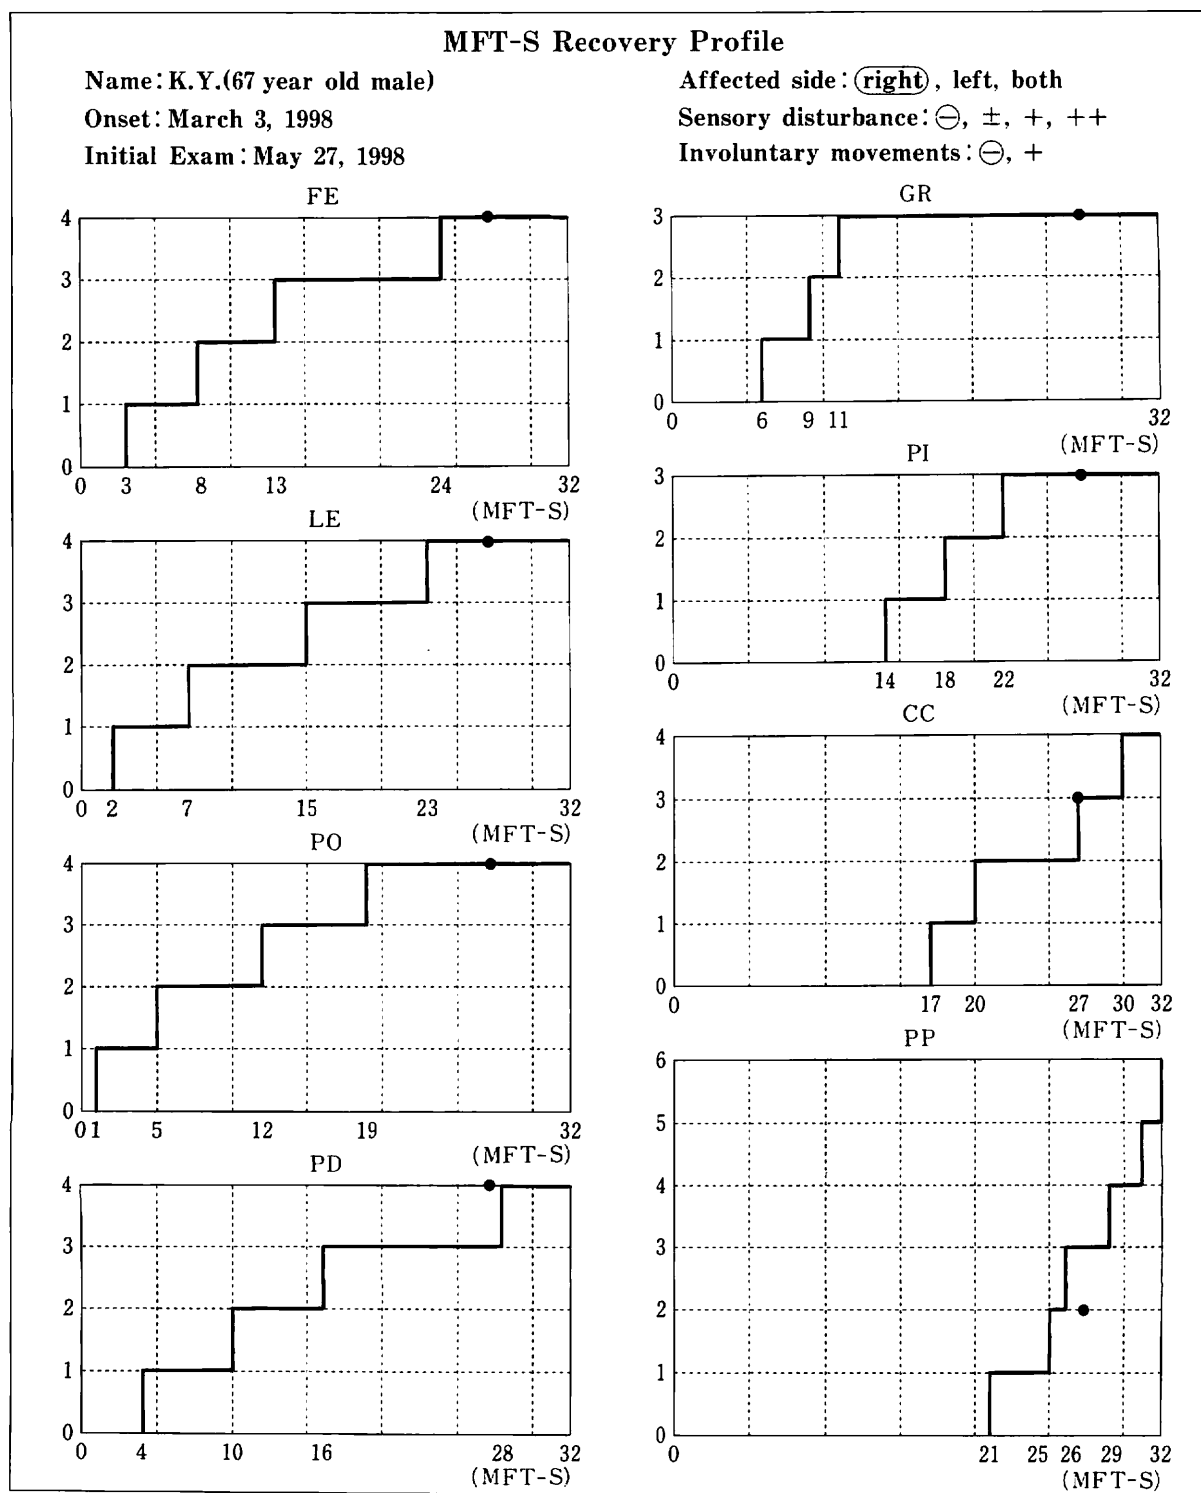 MFT-S Recovery Profile
Name: K.Y.(67 year old male)
Onset: March 3, 1998
Initial Exam: May 27, 1998
Affected side: right, left, both
Sensory disturbance: −, ±, +, ++
Involuntary movements: −, +
FE
4
3
2
1
0
0 3 8 13 24 32
(MFT-S)
LE
4
3
2
1
0
0 2 7 15 23 32
(MFT-S)
PO
4
3
2
1
0
0 1 5 12 19 32
(MFT-S)
PD
4
3
2
1
0
0 4 10 16 28 32
(MFT-S)
GR
3
2
1
0
0 6 9 11 32
(MFT-S)
PI
3
2
1
0
0 14 18 22 32
(MFT-S)
CC
4
3
2
1
0
0 17 20 27 30 32
(MFT-S)
PP
6
5
4
3
2
1
0
0 21 25 26 29 32
(MFT-S)